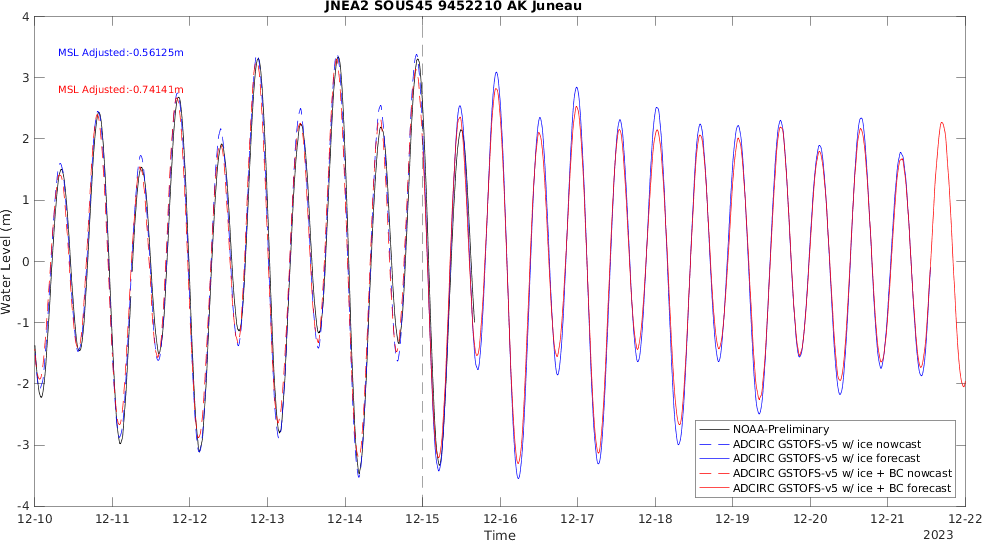 JNEA2 SOUS45 9452210 AK Juneau
4
3
2
1
0
-1
-2
-3
-4
Water Level (m)
MSL Adjusted:-0.56125m
MSL Adjusted:-0.74141m
NOAA-Preliminary
ADCIRC GSTOFS-v5 w/ ice nowcast
ADCIRC GSTOFS-v5 w/ ice forecast
ADCIRC GSTOFS-v5 w/ ice + BC nowcast
ADCIRC GSTOFS-v5 w/ ice + BC forecast
12-10 12-11 12-12 12-13 12-14 12-15 12-16 12-17 12-18 12-19 12-20 12-21 12-22
Time
2023